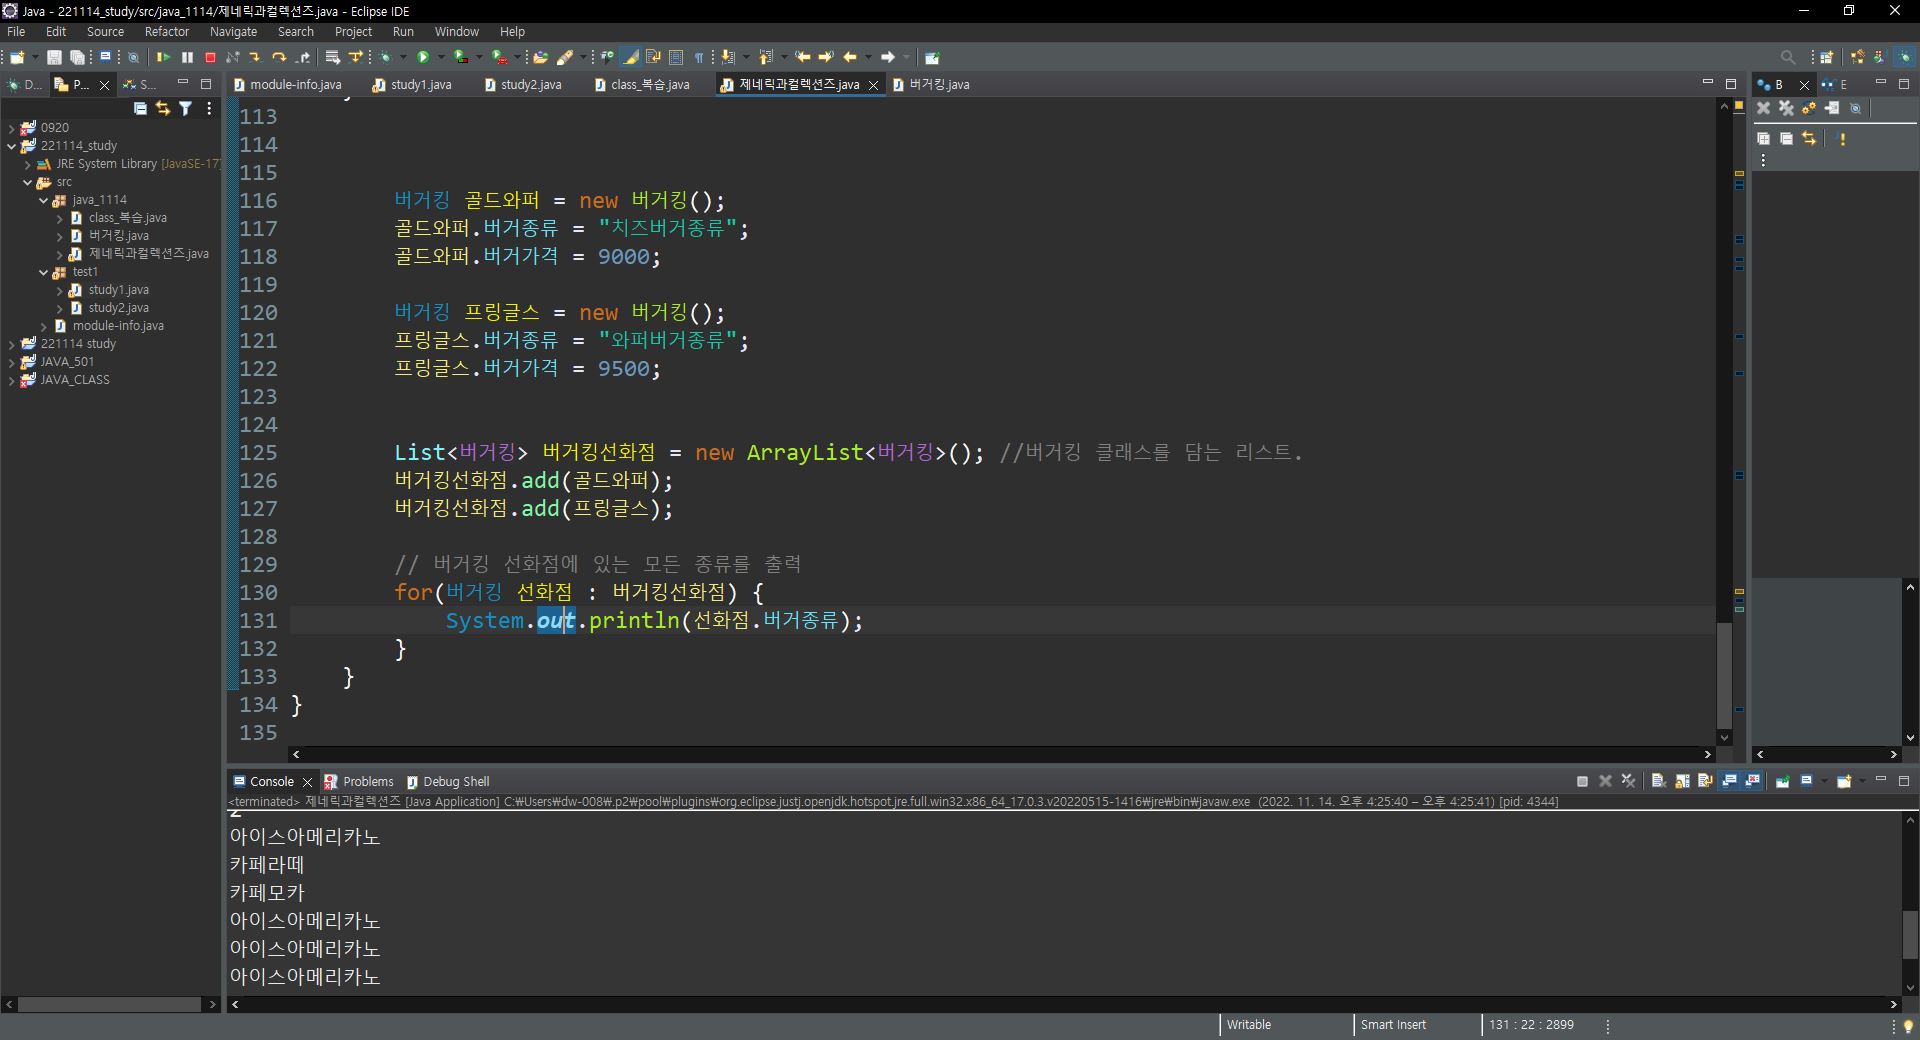 Java - 221114_study/src/java_1114/제네릭과컬렉션즈.java - Eclipse IDE
File Edit Source Refactor Navigate Search Project Run Window Help
D... P... S... module-info.java study1.java study2.java class_복습.java 제네릭과컬렉션즈.java 버거킹.java B E
0920
221114_study
JRE System Library [JavaSE-17]
src
java_1114
class_복습.java
버거킹.java
제네릭과컬렉션즈.java
test1
study1.java
study2.java
module-info.java
221114 study
JAVA_501
JAVA_CLASS
113
114
115
116 버거킹 골드와퍼 = new 버거킹();
117 골드와퍼.버거종류 = "치즈버거종류";
118 골드와퍼.버거가격 = 9000;
119
120 버거킹 프링글스 = new 버거킹();
121 프링글스.버거종류 = "와퍼버거종류";
122 프링글스.버거가격 = 9500;
123
124
125 List<버거킹> 버거킹선화점 = new ArrayList<버거킹>(); //버거킹 클래스를 담는 리스트.
126 버거킹선화점.add(골드와퍼);
127 버거킹선화점.add(프링글스);
128
129 // 버거킹 선화점에 있는 모든 종류를 출력
130 for(버거킹 선화점 : 버거킹선화점) {
131 System.out.println(선화점.버거종류);
132 }
133 }
134 }
135
Console Problems Debug Shell
<terminated> 제네릭과컬렉션즈 [Java Application] C:₩Users₩dw-008₩.p2₩pool₩plugins₩org.eclipse.justj.openjdk.hotspot.jre.full.win32.x86_64_17.0.3.v20220515-1416₩jre₩bin₩javaw.exe (2022. 11. 14. 오후 4:25:40 – 오후 4:25:41) [pid: 4344]
아이스아메리카노
카페라떼
카페모카
아이스아메리카노
아이스아메리카노
아이스아메리카노
Writable Smart Insert 131 : 22 : 2899